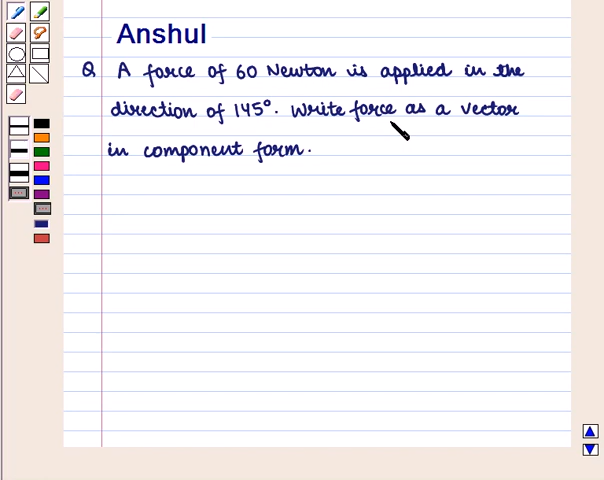 Anshul
Q A force of 60 Newton is applied in the
direction of 145°. Write force as a vector
in component form.